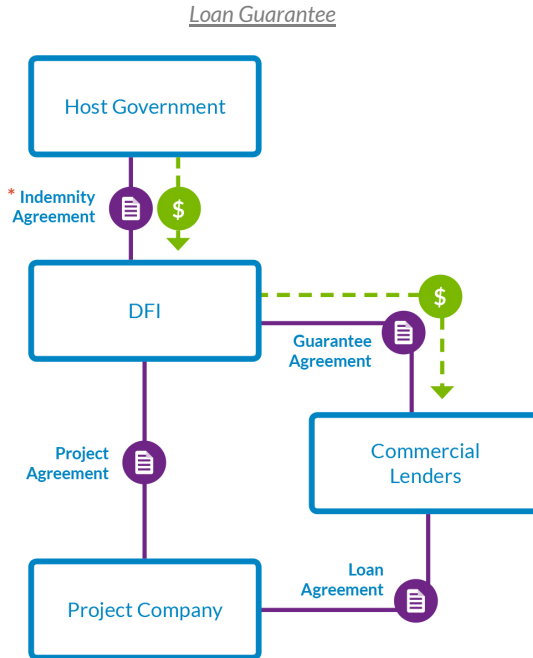 Loan Guarantee
Host Government
* Indemnity
Agreement
$
DFI
$
Guarantee
Agreement
Project
Agreement
Commercial
Lenders
Loan
Agreement
Project Company